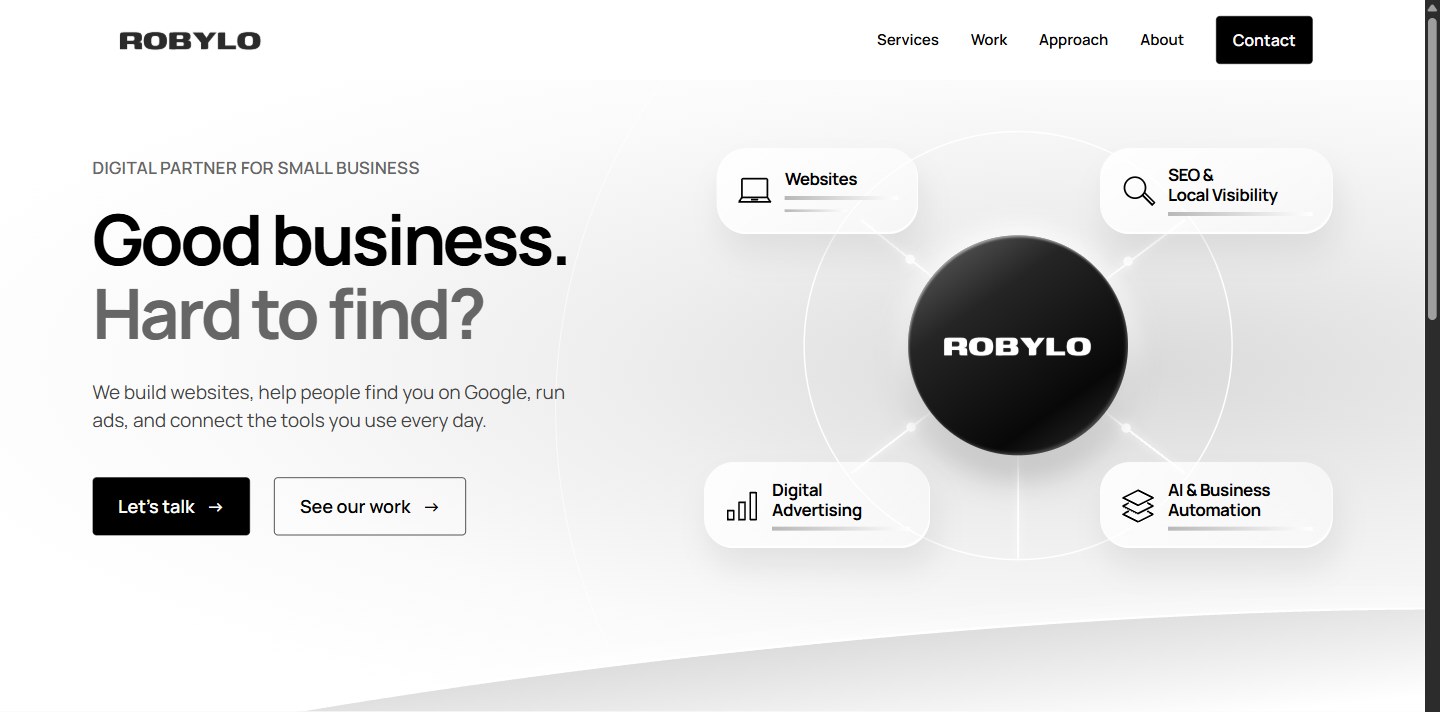 ROBYLO
Services
Work
Approach
About
Contact
DIGITAL PARTNER FOR SMALL BUSINESS
Good business.
Hard to find?
We build websites, help people find you on Google, run
ads, and connect the tools you use every day.
Let’s talk →
See our work →
Websites
SEO &
Local Visibility
ROBYLO
Digital
Advertising
AI & Business
Automation